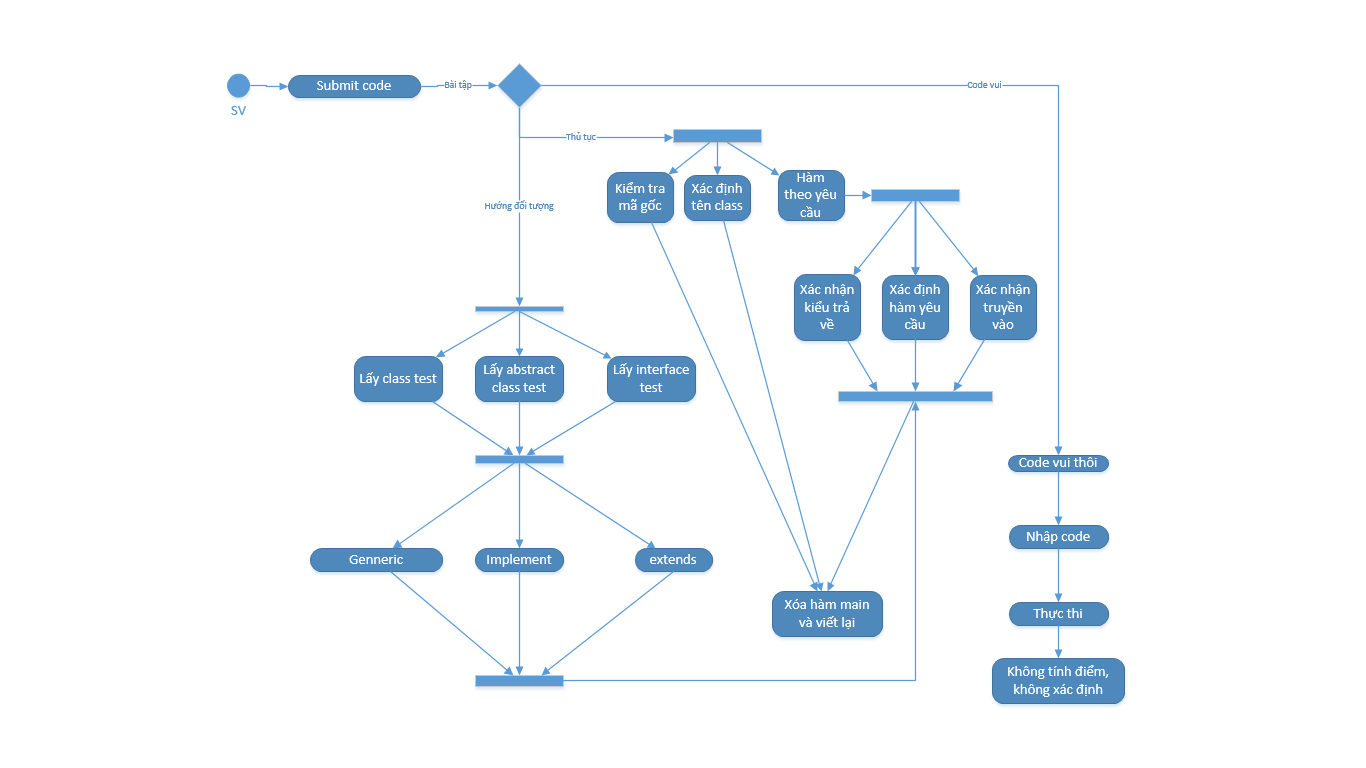 Submit code
Bài tập
Code vui
SV
Thủ tục
Kiểm tra
mã gốc
Xác định
tên class
Hàm
theo yêu
cầu
Hướng đối tượng
Xác nhận
kiểu trả
về
Xác định
hàm yêu
cầu
Xác nhận
truyền
vào
Lấy class test
Lấy abstract
class test
Lấy interface
test
Code vui thôi
Nhập code
Genneric
Implement
extends
Xóa hàm main
và viết lại
Thực thi
Không tính điểm,
không xác định